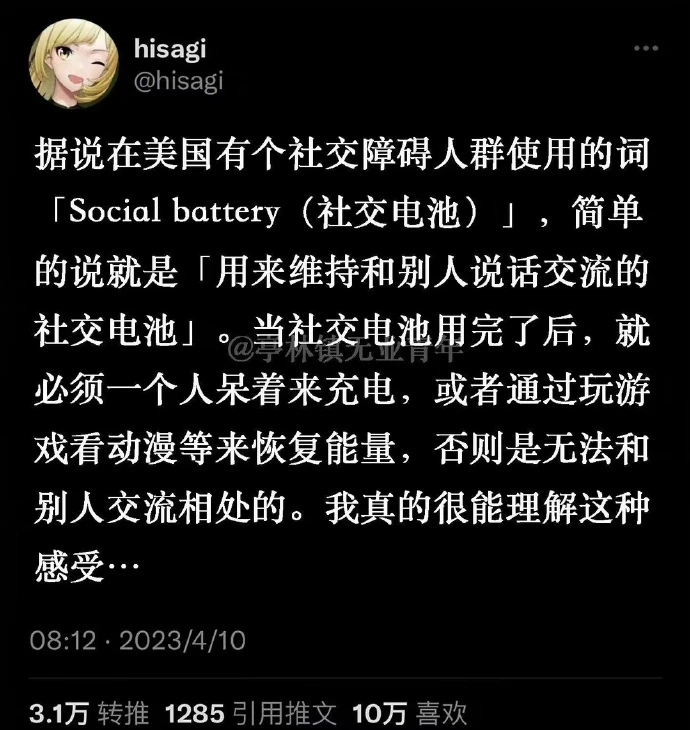 hisagi
@hisagi
据说在美国有个社交障碍人群使用的词
「Social battery（社交电池）」，简单
的说就是「用来维持和别人说话交流的
社交电池」。当社交电池用完了后，就
@亭林镇无业青年
必须一个人呆着来充电，或者通过玩游
戏看动漫等来恢复能量，否则是无法和
别人交流相处的。我真的很能理解这种
感受…
08:12 · 2023/4/10
3.1万 转推 1285 引用推文 10万 喜欢